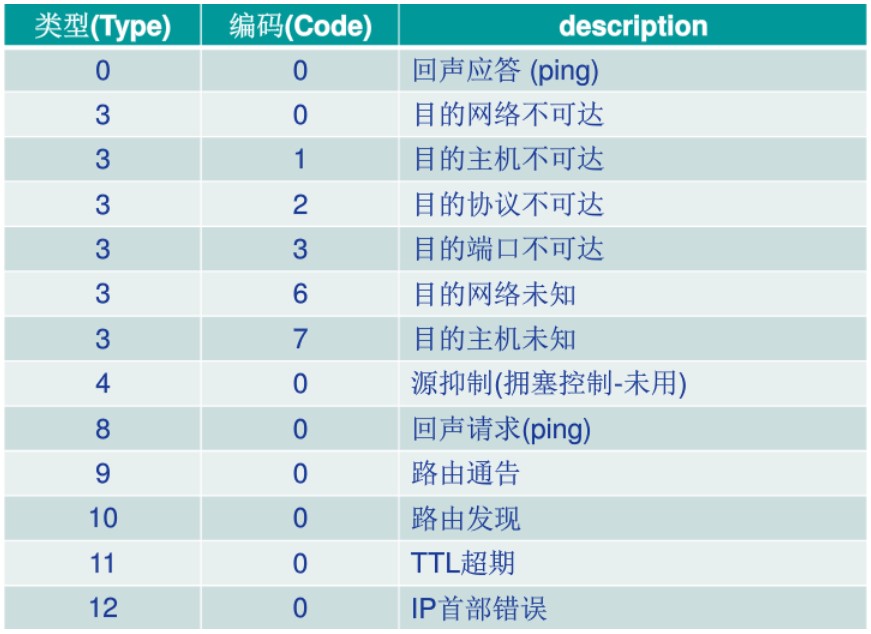 类型(Type) 编码(Code) description
0 0 回声应答 (ping)
3 0 目的网络不可达
3 1 目的主机不可达
3 2 目的协议不可达
3 3 目的端口不可达
3 6 目的网络未知
3 7 目的主机未知
4 0 源抑制(拥塞控制-未用)
8 0 回声请求(ping)
9 0 路由通告
10 0 路由发现
11 0 TTL超期
12 0 IP首部错误